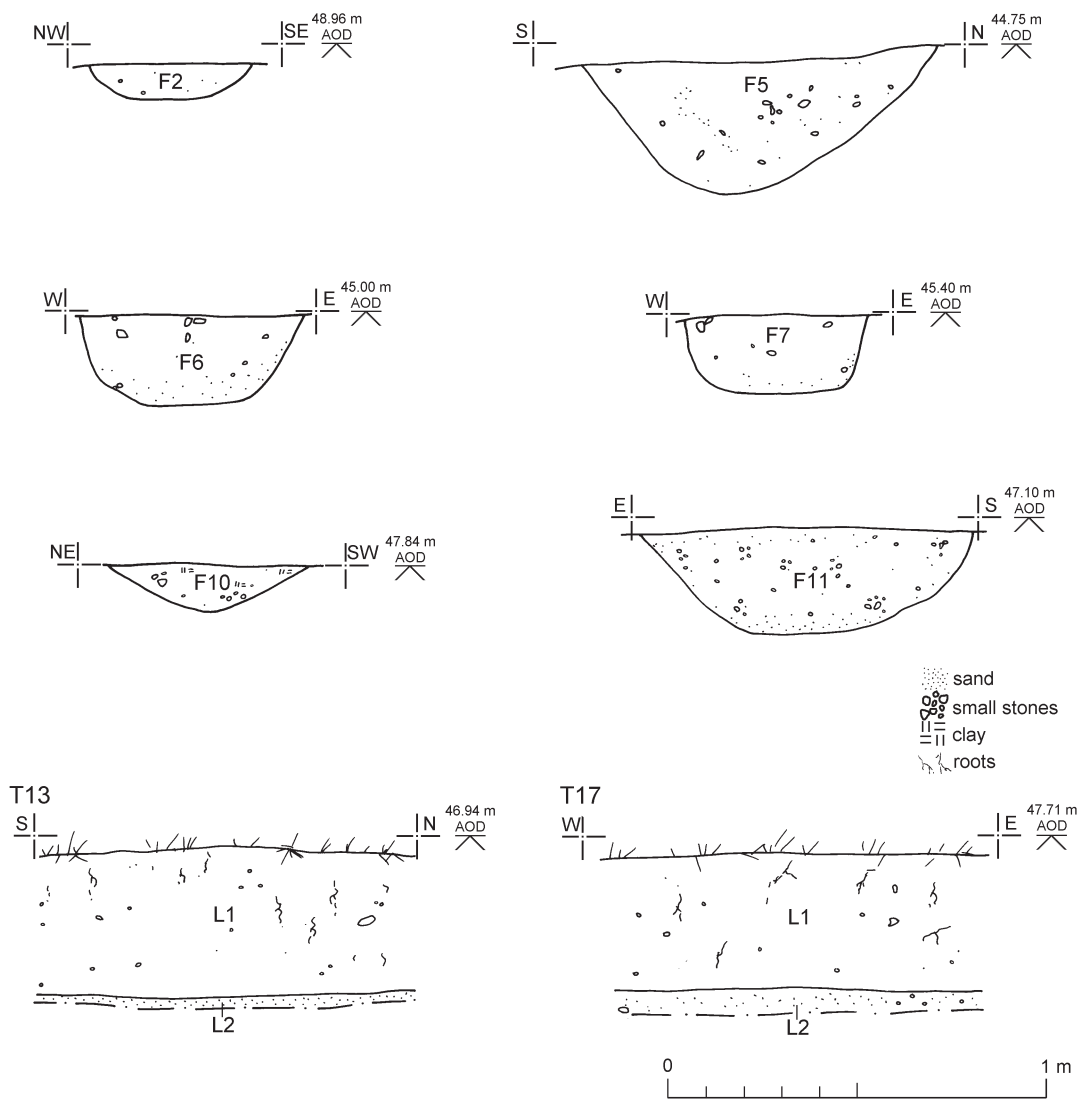 NW
SE
48.96 m
AOD
F2
S
N
44.75 m
AOD
F5
W
E
45.00 m
AOD
F6
W
E
45.40 m
AOD
F7
NE
SW
47.84 m
AOD
F10
E
S
47.10 m
AOD
F11
sand
small stones
clay
roots
T13
S
N
46.94 m
AOD
L1
L2
T17
W
E
47.71 m
AOD
L1
L2
0
1 m